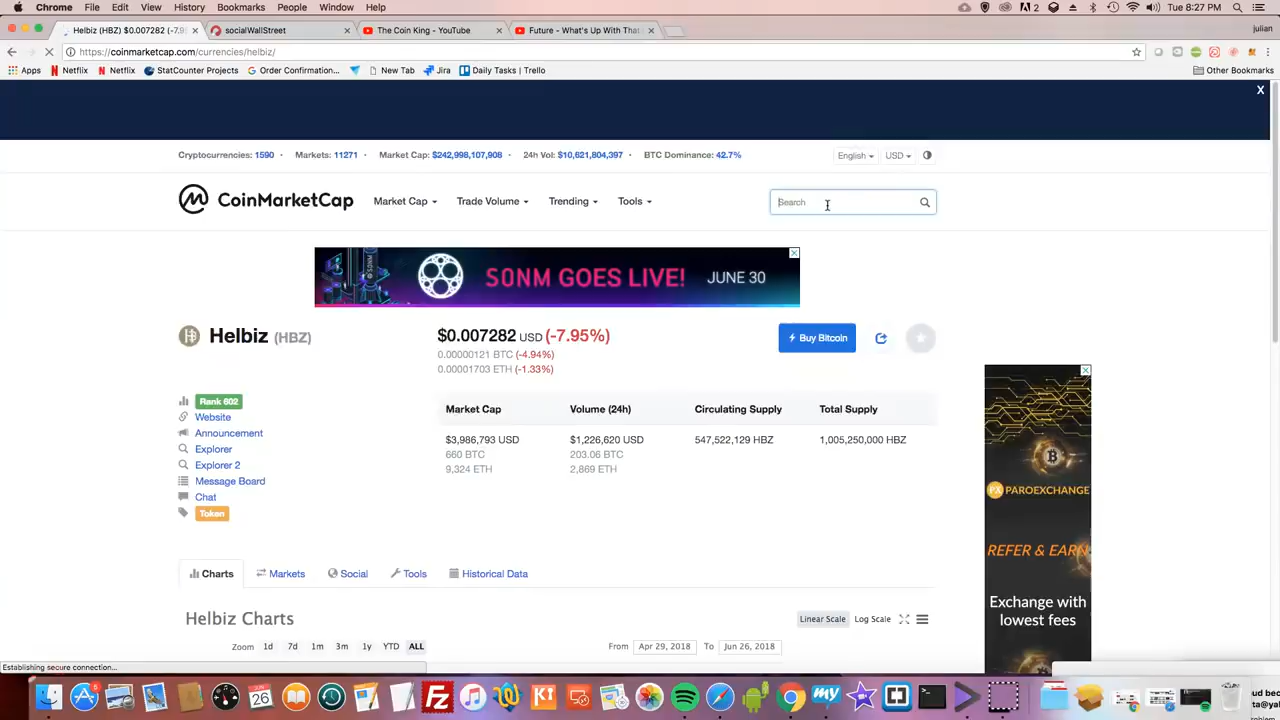 Chrome File Edit View History Bookmarks People Window Help
2 Tue 8:27 PM
Helbiz (HBZ) $0.007282 (-7.9
socialWallStreet
The Coin King - YouTube
Future - What's Up With That
julian
https://coinmarketcap.com/currencies/helbiz/
Apps Netflix Netflix StatCounter Projects Order Confirmation... New Tab Jira Daily Tasks | Trello Other Bookmarks
X
Cryptocurrencies: 1590 • Markets: 11271 • Market Cap: $242,998,107,908 • 24h Vol: $10,621,804,397 • BTC Dominance: 42.7% English USD
CoinMarketCap Market Cap Trade Volume Trending Tools Search
SONM GOES LIVE! JUNE 30
Helbiz (HBZ) $0.007282 USD (-7.95%) Buy Bitcoin
0.00000121 BTC (-4.94%)
0.00001703 ETH (-1.33%)
Rank 602
Website
Announcement
Explorer
Explorer 2
Message Board
Chat
Token
Market Cap Volume (24h) Circulating Supply Total Supply
$3,986,793 USD $1,226,620 USD 547,522,129 HBZ 1,005,250,000 HBZ
660 BTC 203.06 BTC
9,324 ETH 2,869 ETH
PX PAROEXCHANGE
REFER & EARN
Exchange with
lowest fees
Charts Markets Social Tools Historical Data
Helbiz Charts Linear Scale Log Scale
Zoom 1d 7d 1m 3m 1y YTD ALL From Apr 29, 2018 To Jun 26, 2018
Establishing secure connection...
26
my